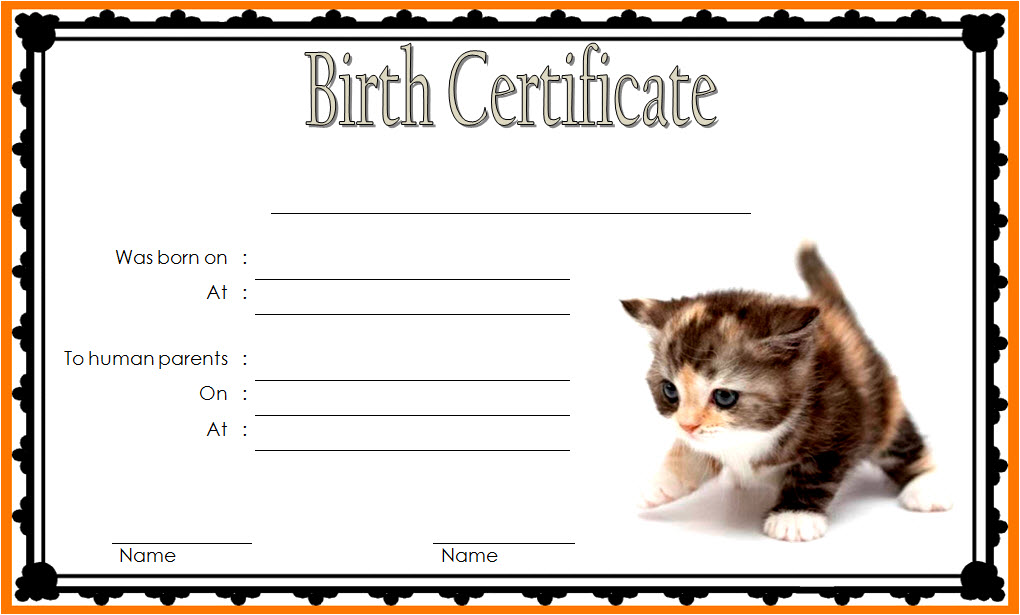 Birth Certificate
Was born on :
At :
To human parents :
On :
At :
Name Name